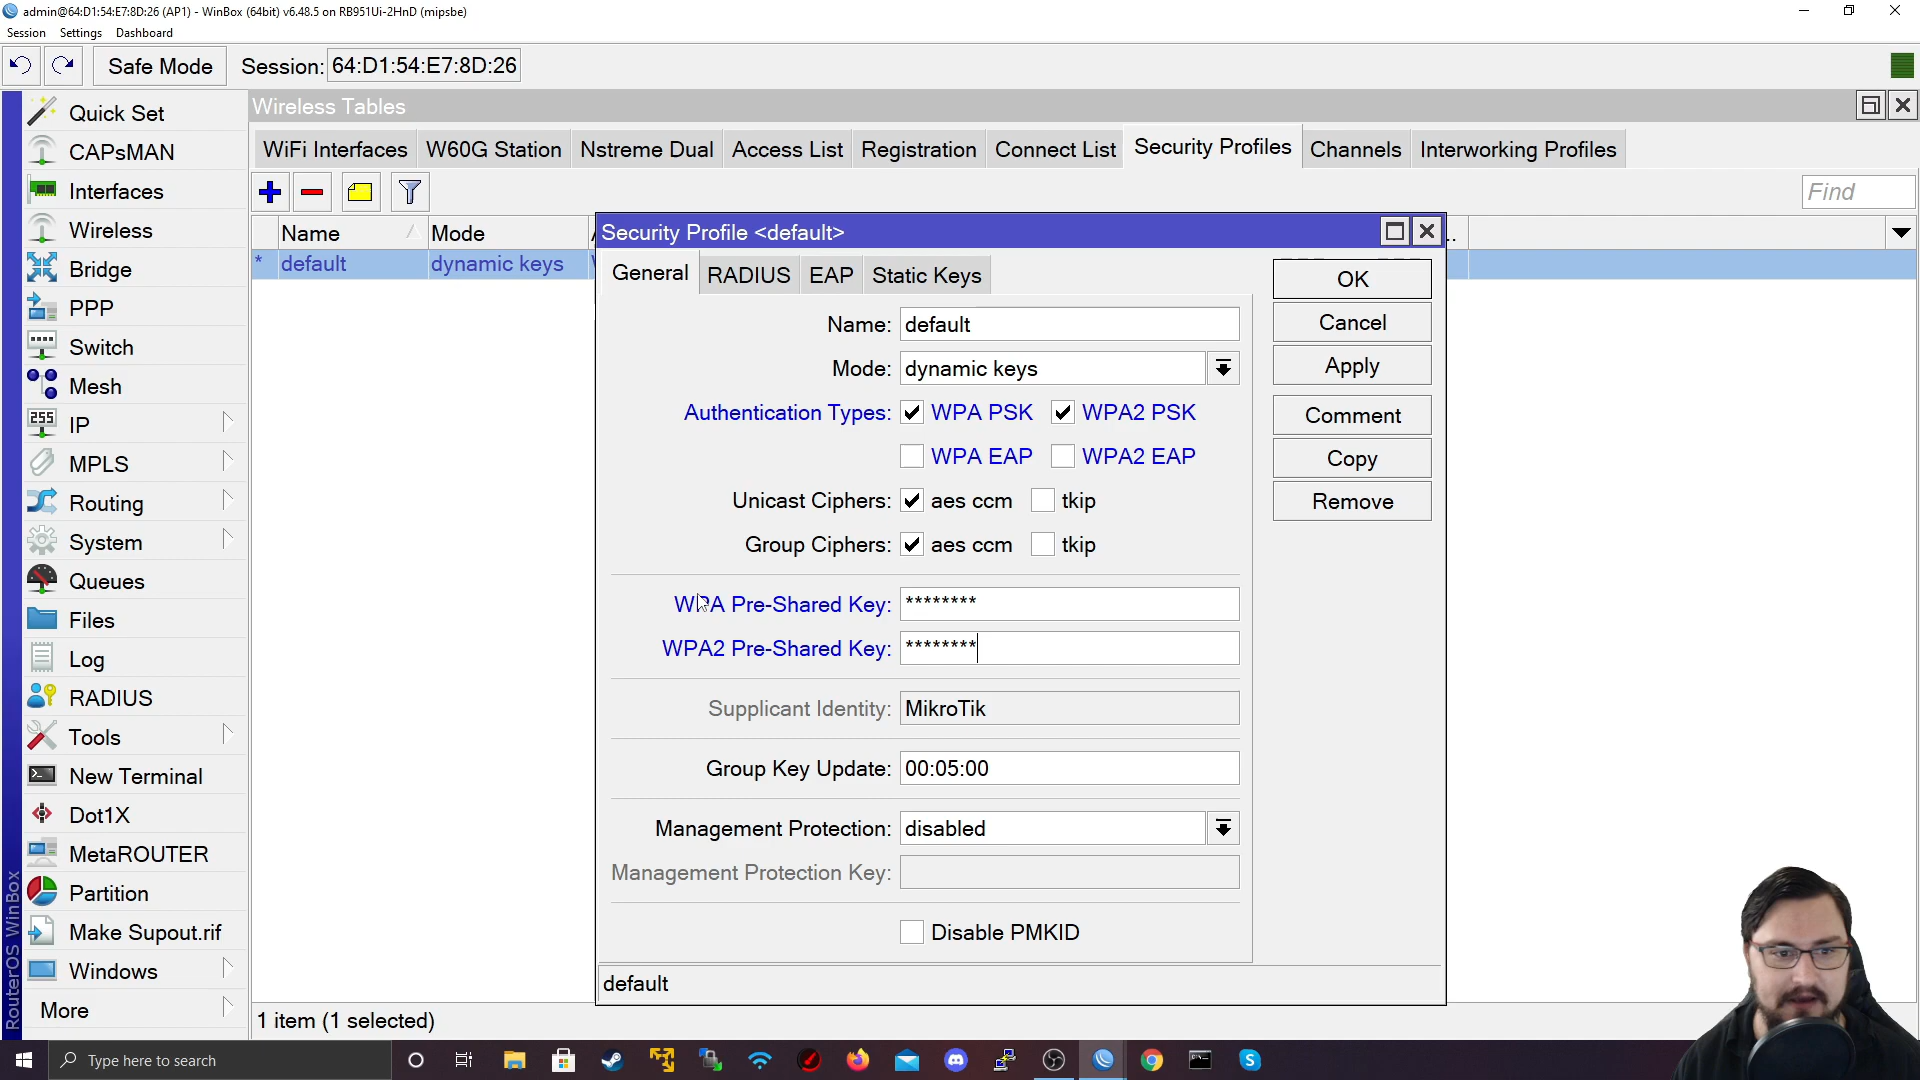 admin@64:D1:54:E7:8D:26 (AP1) - WinBox (64bit) v6.48.5 on RB951Ui-2HnD (mipsbe)
Session Settings Dashboard
Safe Mode Session: 64:D1:54:E7:8D:26
Quick Set
CAPsMAN
Interfaces
Wireless
Bridge
PPP
Switch
Mesh
IP
MPLS
Routing
System
Queues
Files
Log
RADIUS
Tools
New Terminal
Dot1X
MetaROUTER
Partition
Make Supout.rif
Windows
More
RouterOS WinBox
Wireless Tables
WiFi Interfaces W60G Station Nstreme Dual Access List Registration Connect List Security Profiles Channels Interworking Profiles
Find
Name Mode
* default dynamic keys
Security Profile <default>
General RADIUS EAP Static Keys
Name: default
Mode: dynamic keys
Authentication Types: WPA PSK WPA2 PSK
WPA EAP WPA2 EAP
Unicast Ciphers: aes ccm tkip
Group Ciphers: aes ccm tkip
WPA Pre-Shared Key: ********
WPA2 Pre-Shared Key: ********
Supplicant Identity: MikroTik
Group Key Update: 00:05:00
Management Protection: disabled
Management Protection Key:
Disable PMKID
default
OK
Cancel
Apply
Comment
Copy
Remove
1 item (1 selected)
Type here to search